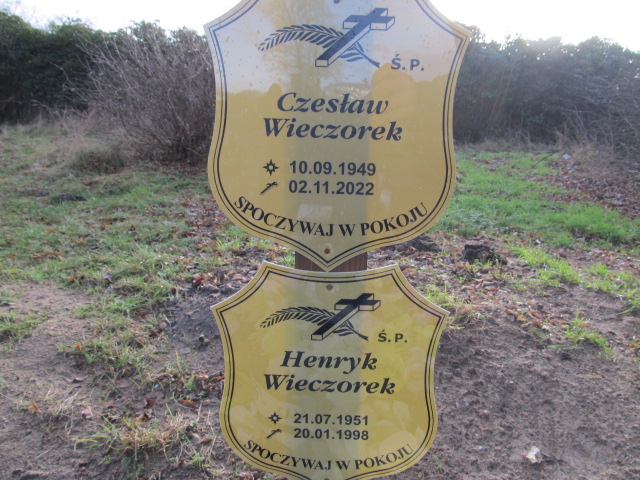 Ś.P.
Czesław
Wieczorek
10.09.1949
02.11.2022
SPOCZYWAJ W POKOJU
Ś.P.
Henryk
Wieczorek
21.07.1951
20.01.1998
SPOCZYWAJ W POKOJU